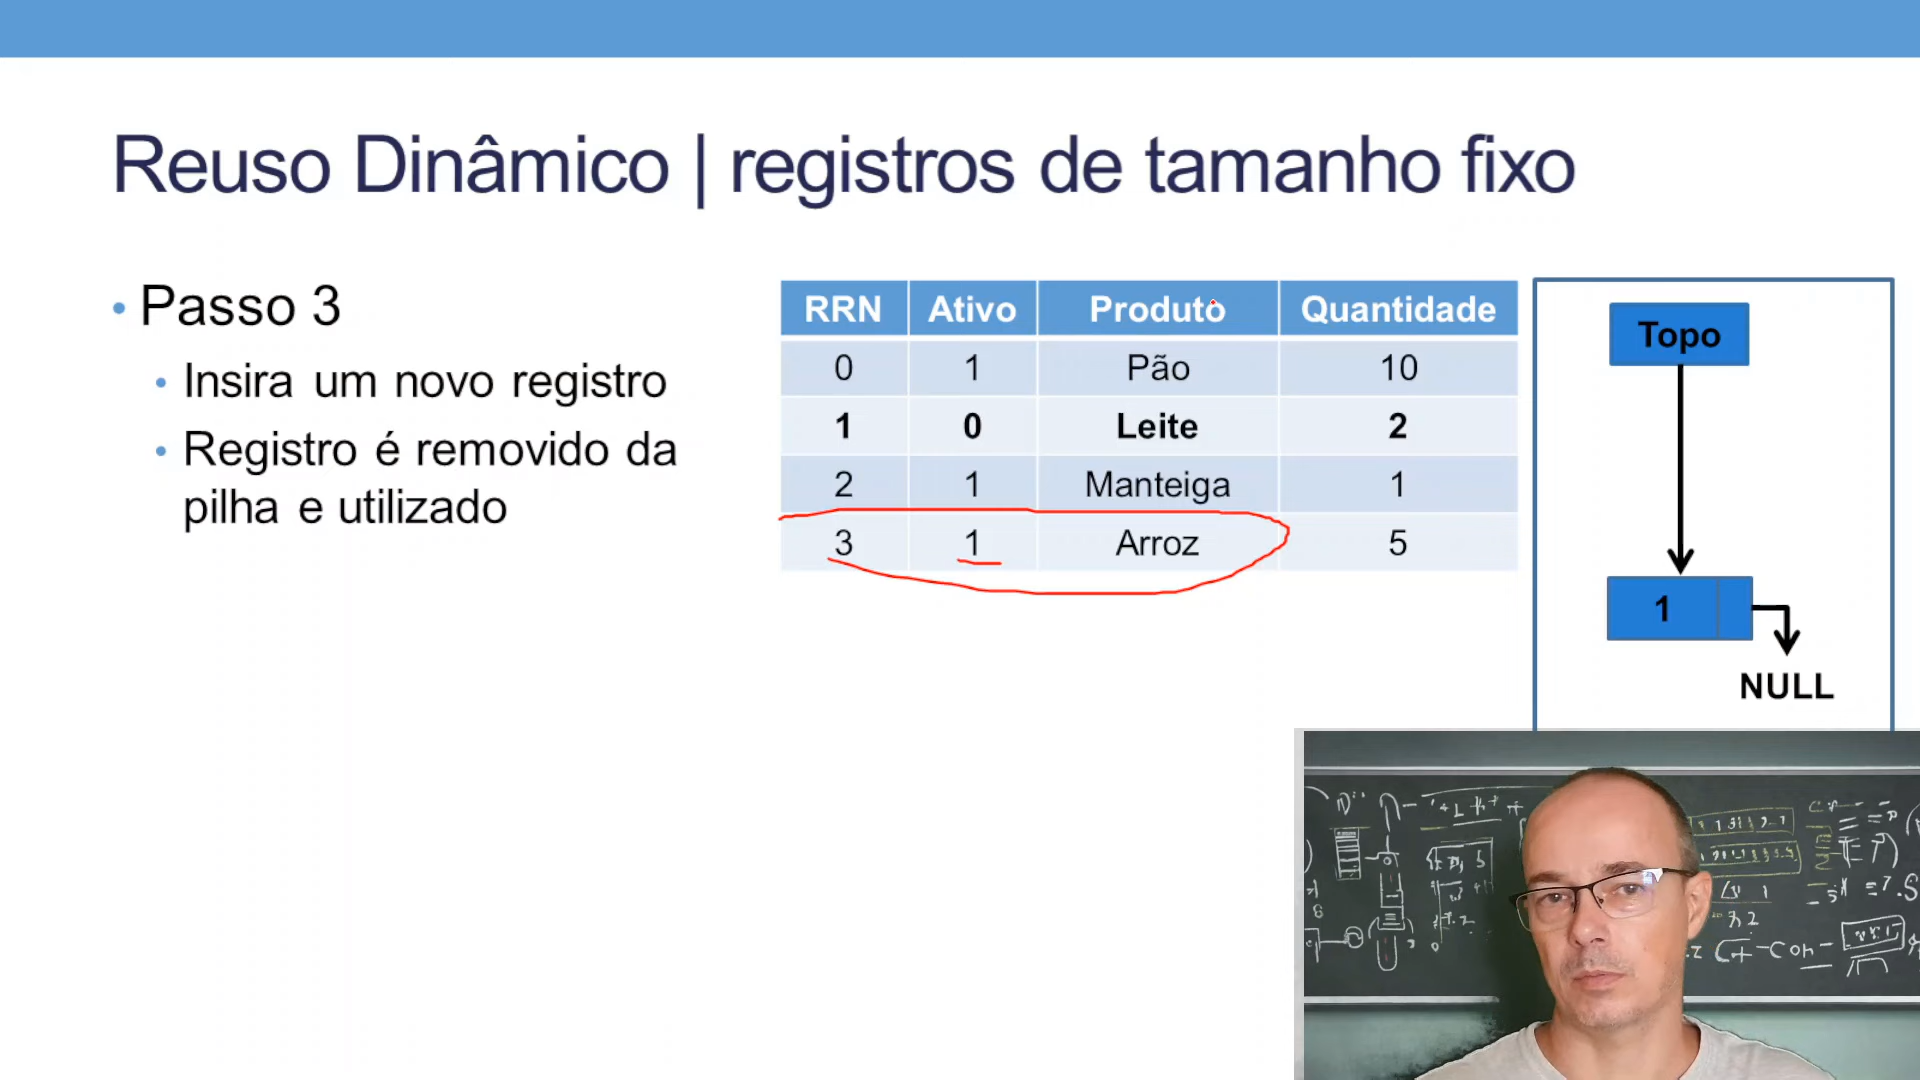 Reuso Dinâmico | registros de tamanho fixo
• Passo 3
• Insira um novo registro
• Registro é removido da
pilha e utilizado
RRN Ativo Produto Quantidade
0 1 Pão 10
1 0 Leite 2
2 1 Manteiga 1
3 1 Arroz 5
Topo
1
NULL